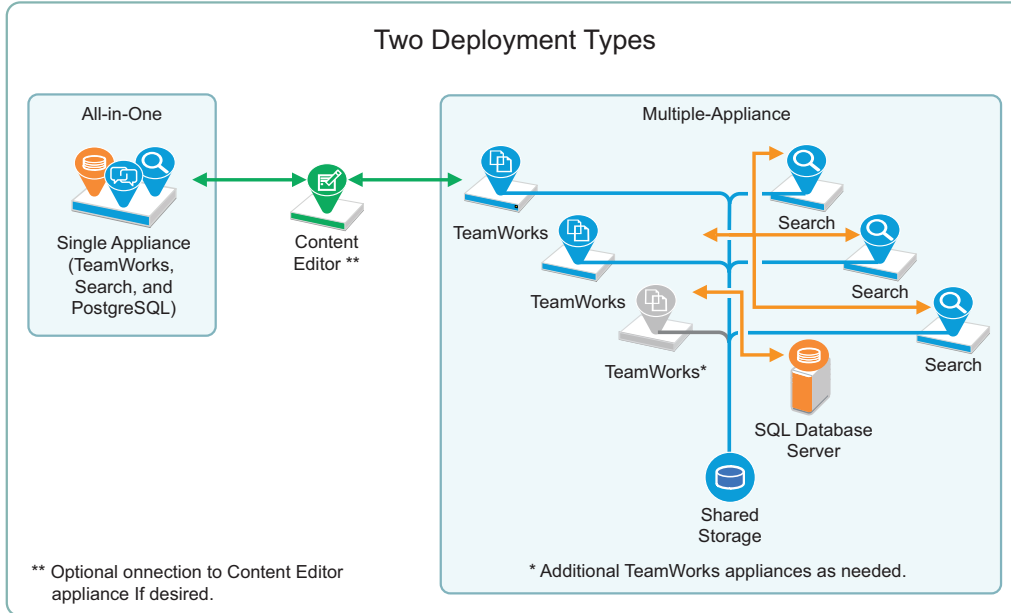 Two Deployment Types
All-in-One
Single Appliance
(TeamWorks,
Search, and
PostgreSQL)
Content
Editor **
Multiple-Appliance
TeamWorks
Search
TeamWorks
Search
TeamWorks*
Search
SQL Database
Server
Shared
Storage
** Optional onnection to Content Editor
appliance If desired.
* Additional TeamWorks appliances as needed.